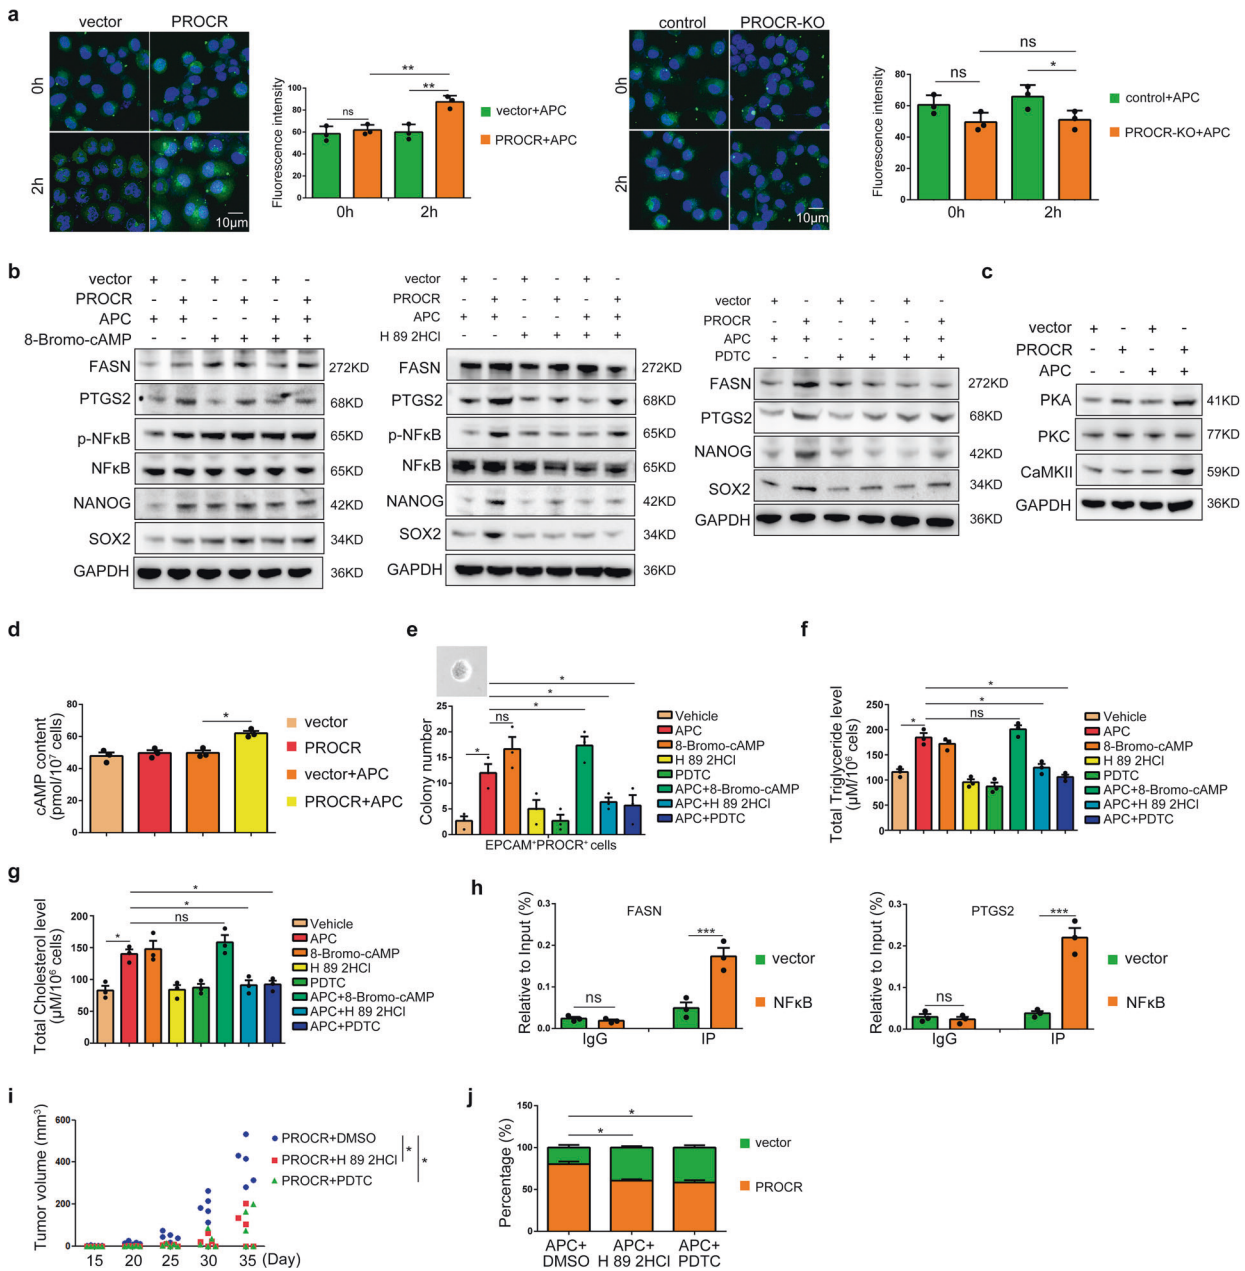 a
vector PROCR
0h
2h
10μm
Fluorescence intensity
100
80
60
40
20
0
ns
**
**
0h 2h
vector+APC
PROCR+APC
control PROCR-KO
0h
2h
10μm
Fluorescence intensity
80
60
40
20
0
ns
ns
*
0h 2h
control+APC
PROCR-KO+APC
b
vector + - + - + -
PROCR - + - + - +
APC + + - - + +
8-Bromo-cAMP - - + + + +
FASN 272KD
PTGS2 68KD
p-NFκB 65KD
NFκB 65KD
NANOG 42KD
SOX2 34KD
GAPDH 36KD
vector + - + - + -
PROCR - + - + - +
APC + + - - + +
H 89 2HCl - - + + + +
FASN 272KD
PTGS2 68KD
p-NFκB 65KD
NFκB 65KD
NANOG 42KD
SOX2 34KD
GAPDH 36KD
vector + - + - + -
PROCR - + - + - +
APC + + - - + +
PDTC - - + + + +
FASN 272KD
PTGS2 68KD
NANOG 42KD
SOX2 34KD
GAPDH 36KD
c
vector + - + -
PROCR - + - +
APC - - + +
PKA 41KD
PKC 77KD
CaMKII 59KD
GAPDH 36KD
d
cAMP content
(pmol/10⁷ cells)
80
60
40
20
0
*
vector
PROCR
vector+APC
PROCR+APC
e
Colony number
25
20
15
10
5
0
*
ns
*
*
*
EPCAM⁺PROCR⁺ cells
Vehicle
APC
8-Bromo-cAMP
H 89 2HCl
PDTC
APC+8-Bromo-cAMP
APC+H 89 2HCl
APC+PDTC
f
Total Triglyceride level
(μM/10⁶ cells)
250
200
150
100
50
0
*
ns
*
*
Vehicle
APC
8-Bromo-cAMP
H 89 2HCl
PDTC
APC+8-Bromo-cAMP
APC+H 89 2HCl
APC+PDTC
g
Total Cholesterol level
(μM/10⁶ cells)
200
150
100
50
0
*
ns
*
*
Vehicle
APC
8-Bromo-cAMP
H 89 2HCl
PDTC
APC+8-Bromo-cAMP
APC+H 89 2HCl
APC+PDTC
h
Relative to Input (%)
0.3
0.2
0.1
0.0
FASN
ns
***
IgG IP
vector
NFκB
Relative to Input (%)
0.3
0.2
0.1
0.0
PTGS2
ns
***
IgG IP
vector
NFκB
i
Tumor volume (mm³)
600
400
200
0
15 20 25 30 35 (Day)
PROCR+DMSO
PROCR+H 89 2HCl
PROCR+PDTC
*
*
j
Percentage (%)
150
100
50
0
*
*
APC+ APC+ APC+
DMSO H 89 2HCl PDTC
vector
PROCR